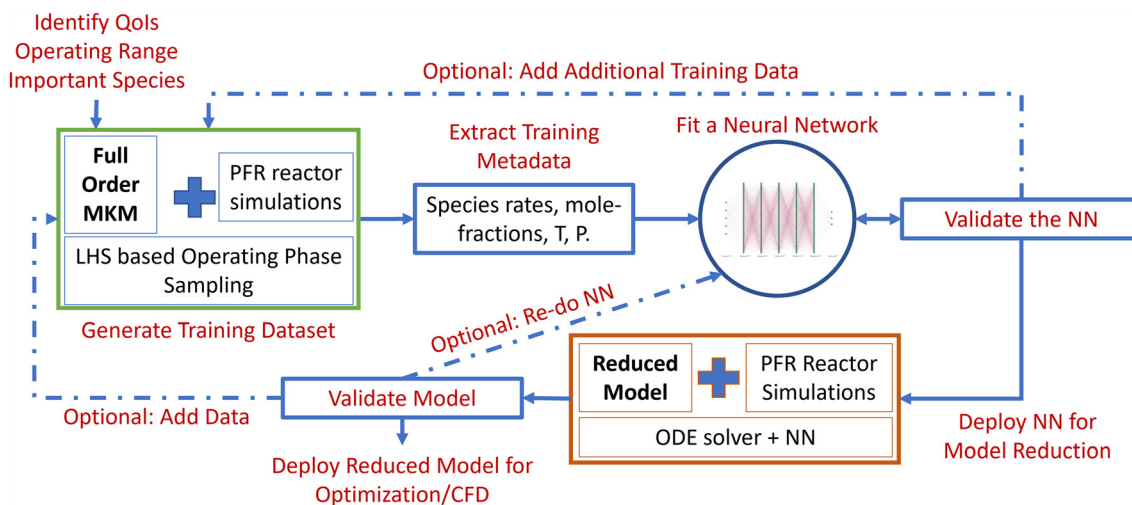 Identify QoIs
Operating Range
Important Species
Optional: Add Additional Training Data
Full
Order
MKM
PFR reactor
simulations
LHS based Operating Phase
Sampling
Generate Training Dataset
Extract Training
Metadata
Species rates, mole-
fractions, T, P.
Fit a Neural Network
Validate the NN
Optional: Re-do NN
Reduced
Model
PFR Reactor
Simulations
ODE solver + NN
Deploy NN for
Model Reduction
Validate Model
Optional: Add Data
Deploy Reduced Model for
Optimization/CFD